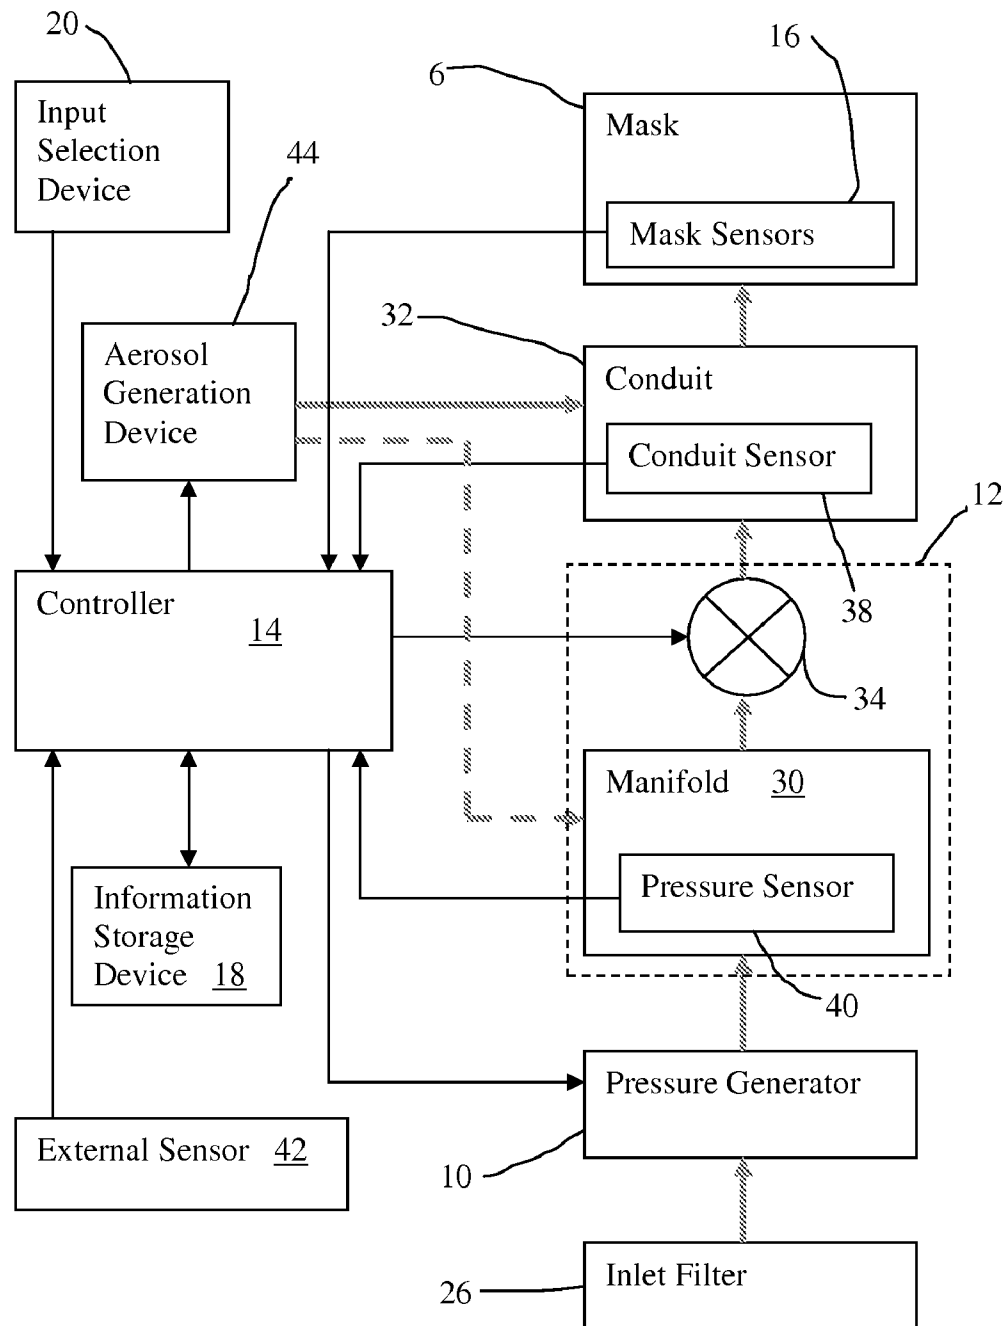 20
16
6
Input
Selection
Device
Mask
44
Mask Sensors
32
Aerosol
Generation
Device
Conduit
Conduit Sensor
12
Controller
14
38
34
Manifold 30
Pressure Sensor
Information
Storage
Device 18
40
Pressure Generator
External Sensor 42
10
Inlet Filter
26